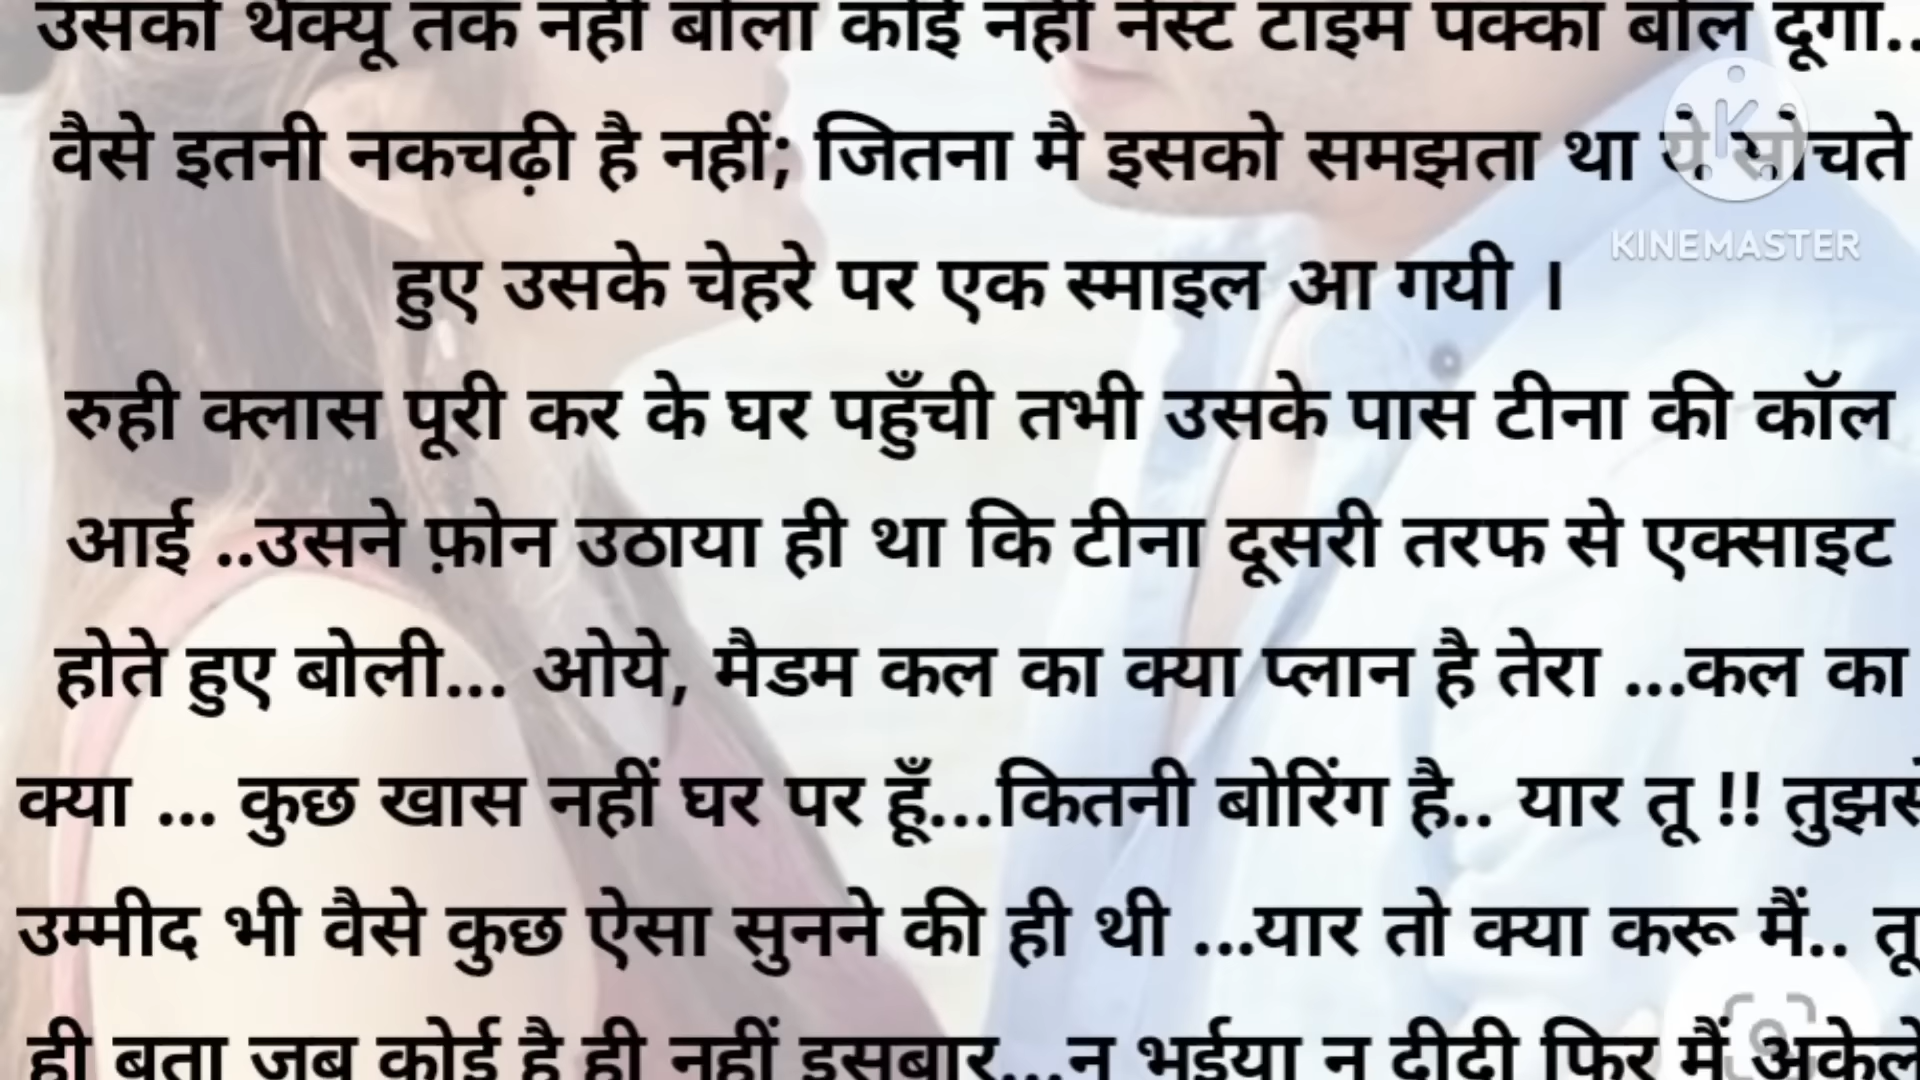 उसको थैंक्यू तक नहीं बोला कोई नहीं नेस्ट टाइम पक्का बोल दूंगा..
वैसे इतनी नकचढ़ी है नहीं; जितना मै इसको समझता था ये सोचते
हुए उसके चेहरे पर एक स्माइल आ गयी ।
KINEMASTER
रुही क्लास पूरी कर के घर पहुँची तभी उसके पास टीना की कॉल
आई ..उसने फ़ोन उठाया ही था कि टीना दूसरी तरफ से एक्साइट
होते हुए बोली... ओये, मैडम कल का क्या प्लान है तेरा ...कल का
क्या ... कुछ खास नहीं घर पर हूँ...कितनी बोरिंग है.. यार तू !! तुझसे
उम्मीद भी वैसे कुछ ऐसा सुनने की ही थी ...यार तो क्या करू मैं.. तू
ही बता जब कोई है ही नहीं इसबार...न भईया न दीदी फिर मैं अकेले